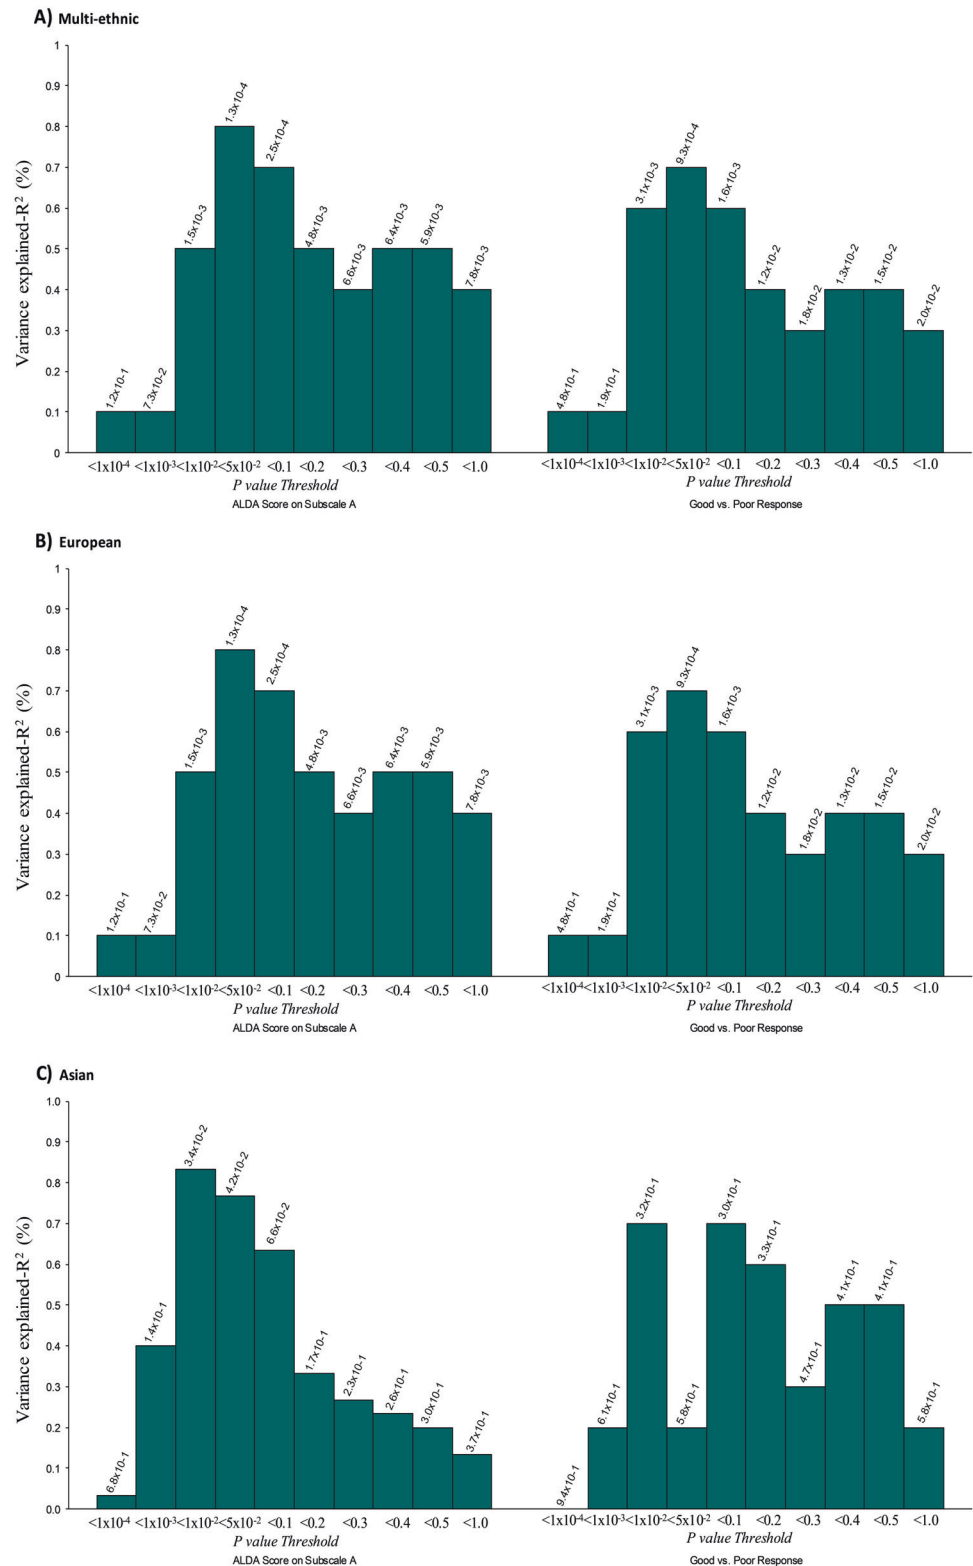 A) Multi-ethnic
Variance explained-R² (%)
1
0.9
0.8
0.7
0.6
0.5
0.4
0.3
0.2
0.1
0
1.2x10-1 7.3x10-2 1.5x10-3 1.3x10-4 2.5x10-4 4.8x10-3 6.6x10-3 6.4x10-3 5.9x10-3 7.8x10-3
4.8x10-1 1.9x10-1 3.1x10-3 9.3x10-4 1.6x10-3 1.2x10-2 1.8x10-2 1.3x10-2 1.5x10-2 2.0x10-2
<1x10⁻⁴ <1x10⁻³ <1x10⁻² <5x10⁻² <0.1 <0.2 <0.3 <0.4 <0.5 <1.0
P value Threshold
ALDA Score on Subscale A
<1x10⁻⁴ <1x10⁻³ <1x10⁻² <5x10⁻² <0.1 <0.2 <0.3 <0.4 <0.5 <1.0
P value Threshold
Good vs. Poor Response
B) European
Variance explained-R² (%)
1
0.9
0.8
0.7
0.6
0.5
0.4
0.3
0.2
0.1
0
1.2x10-1 7.3x10-2 1.5x10-3 1.3x10-4 2.5x10-4 4.8x10-3 6.6x10-3 6.4x10-3 5.9x10-3 7.8x10-3
4.8x10-1 1.9x10-1 3.1x10-3 9.3x10-4 1.6x10-3 1.2x10-2 1.8x10-2 1.3x10-2 1.5x10-2 2.0x10-2
<1x10⁻⁴ <1x10⁻³ <1x10⁻² <5x10⁻² <0.1 <0.2 <0.3 <0.4 <0.5 <1.0
P value Threshold
ALDA Score on Subscale A
<1x10⁻⁴ <1x10⁻³ <1x10⁻² <5x10⁻² <0.1 <0.2 <0.3 <0.4 <0.5 <1.0
P value Threshold
Good vs. Poor Response
C) Asian
Variance explained-R² (%)
1.0
0.9
0.8
0.7
0.6
0.5
0.4
0.3
0.2
0.1
0.0
6.8x10-1 1.4x10-1 3.4x10-2 4.2x10-2 6.6x10-2 1.7x10-1 2.3x10-1 2.6x10-1 3.0x10-1 3.7x10-1
9.4x10-1 6.1x10-1 3.2x10-1 5.8x10-1 3.0x10-1 3.3x10-1 4.7x10-1 4.1x10-1 4.1x10-1 5.8x10-1
<1x10⁻⁴ <1x10⁻³ <1x10⁻² <5x10⁻² <0.1 <0.2 <0.3 <0.4 <0.5 <1.0
P value Threshold
ALDA Score on Subscale A
<1x10⁻⁴ <1x10⁻³ <1x10⁻² <5x10⁻² <0.1 <0.2 <0.3 <0.4 <0.5 <1.0
P value Threshold
Good vs. Poor Response